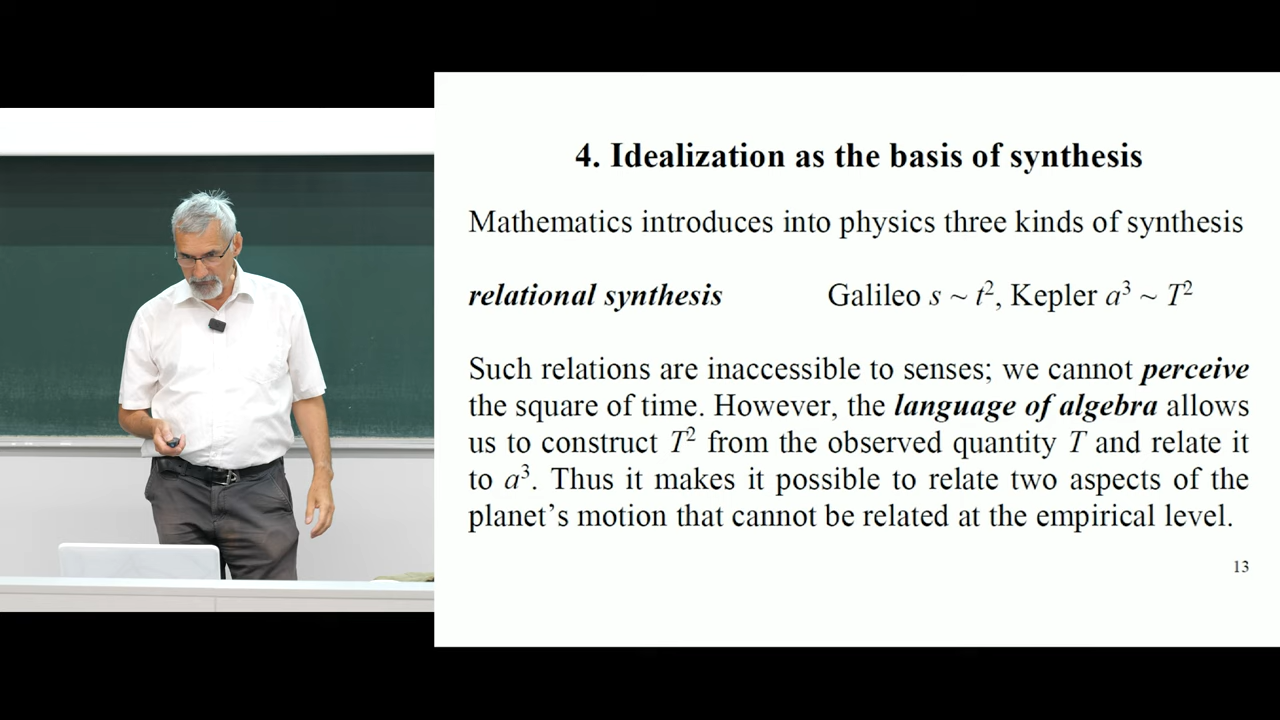 4. Idealization as the basis of synthesis
Mathematics introduces into physics three kinds of synthesis
relational synthesis Galileo s ~ t², Kepler a³ ~ T²
Such relations are inaccessible to senses; we cannot perceive
the square of time. However, the language of algebra allows
us to construct T² from the observed quantity T and relate it
to a³. Thus it makes it possible to relate two aspects of the
planet's motion that cannot be related at the empirical level.
13